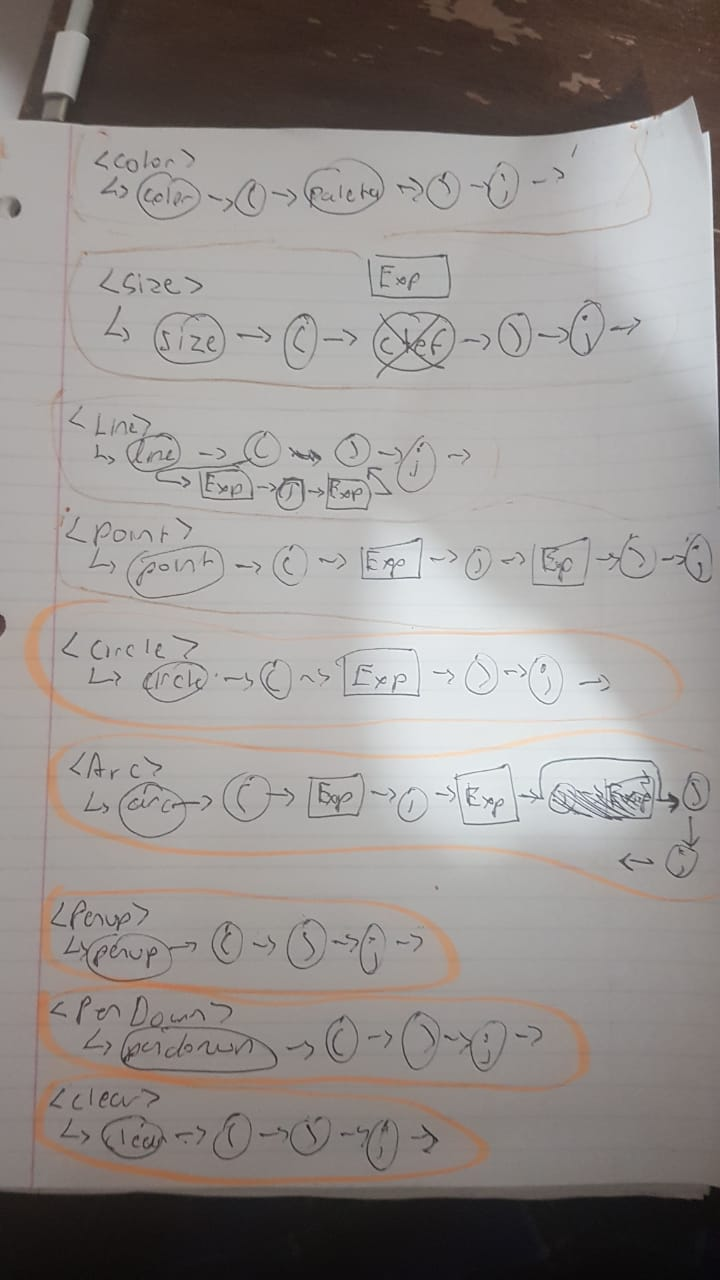 <color>
↳ color → ( → paleta → ) → ; →
<size> Exp
↳ size → ( → → ) → ; →
<Line>
↳ line → ( ) → ; →
→ Exp → , → Exp
<point>
↳ point → ( → Exp → , → Exp → ) → ;
<circle>
↳ circle → ( → Exp → ) → ; →
<Arc>
↳ arc → ( → Exp → , → Exp → → )
← ;
<Penup>
↳ penup → ( → ) → ; →
<PenDown>
↳ pendown → ( → ) → ; →
<clear>
↳ clear → ( → ) → ; →